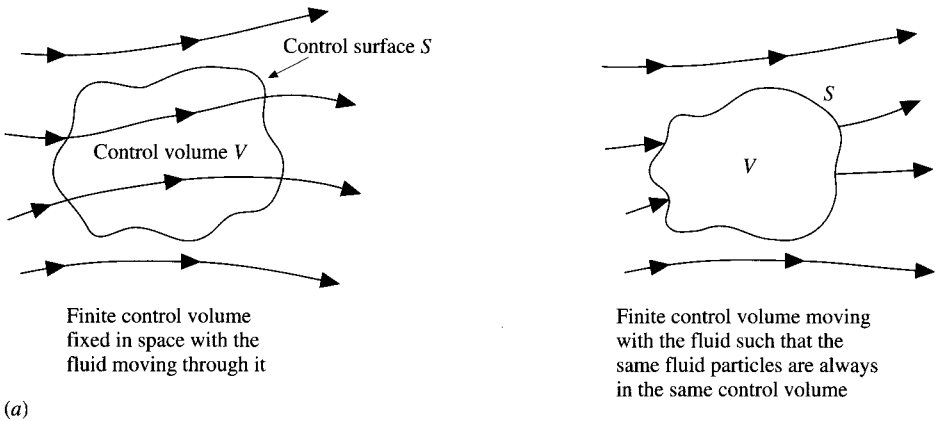 Control surface S
Control volume V
S
V
Finite control volume
fixed in space with the
fluid moving through it
Finite control volume moving
with the fluid such that the
same fluid particles are always
in the same control volume
(a)